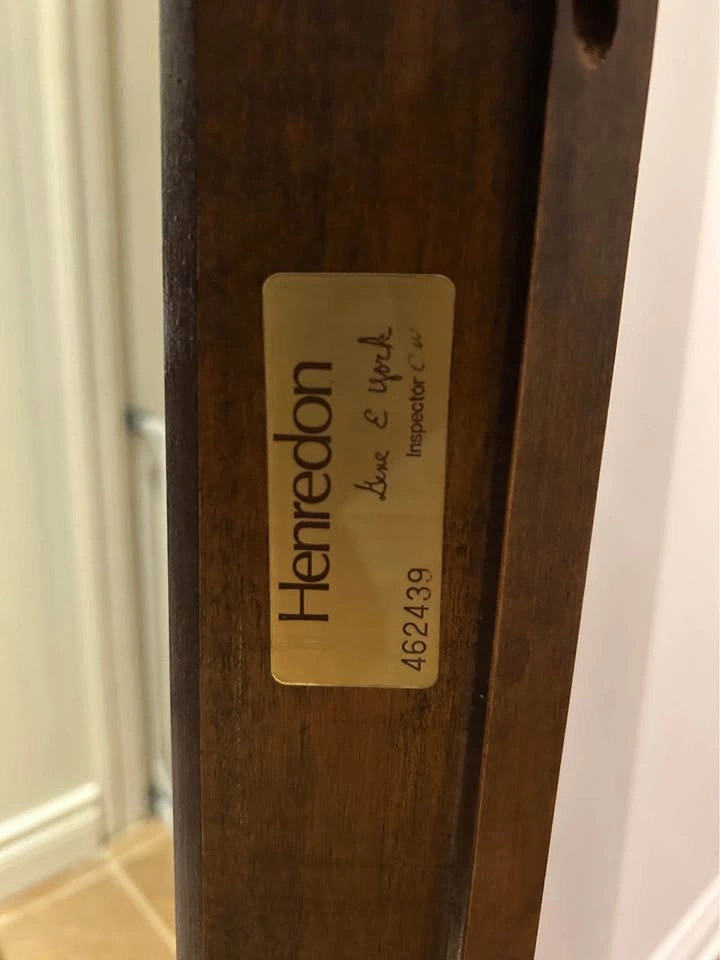 Henredon
Gene E York
Inspector
462439